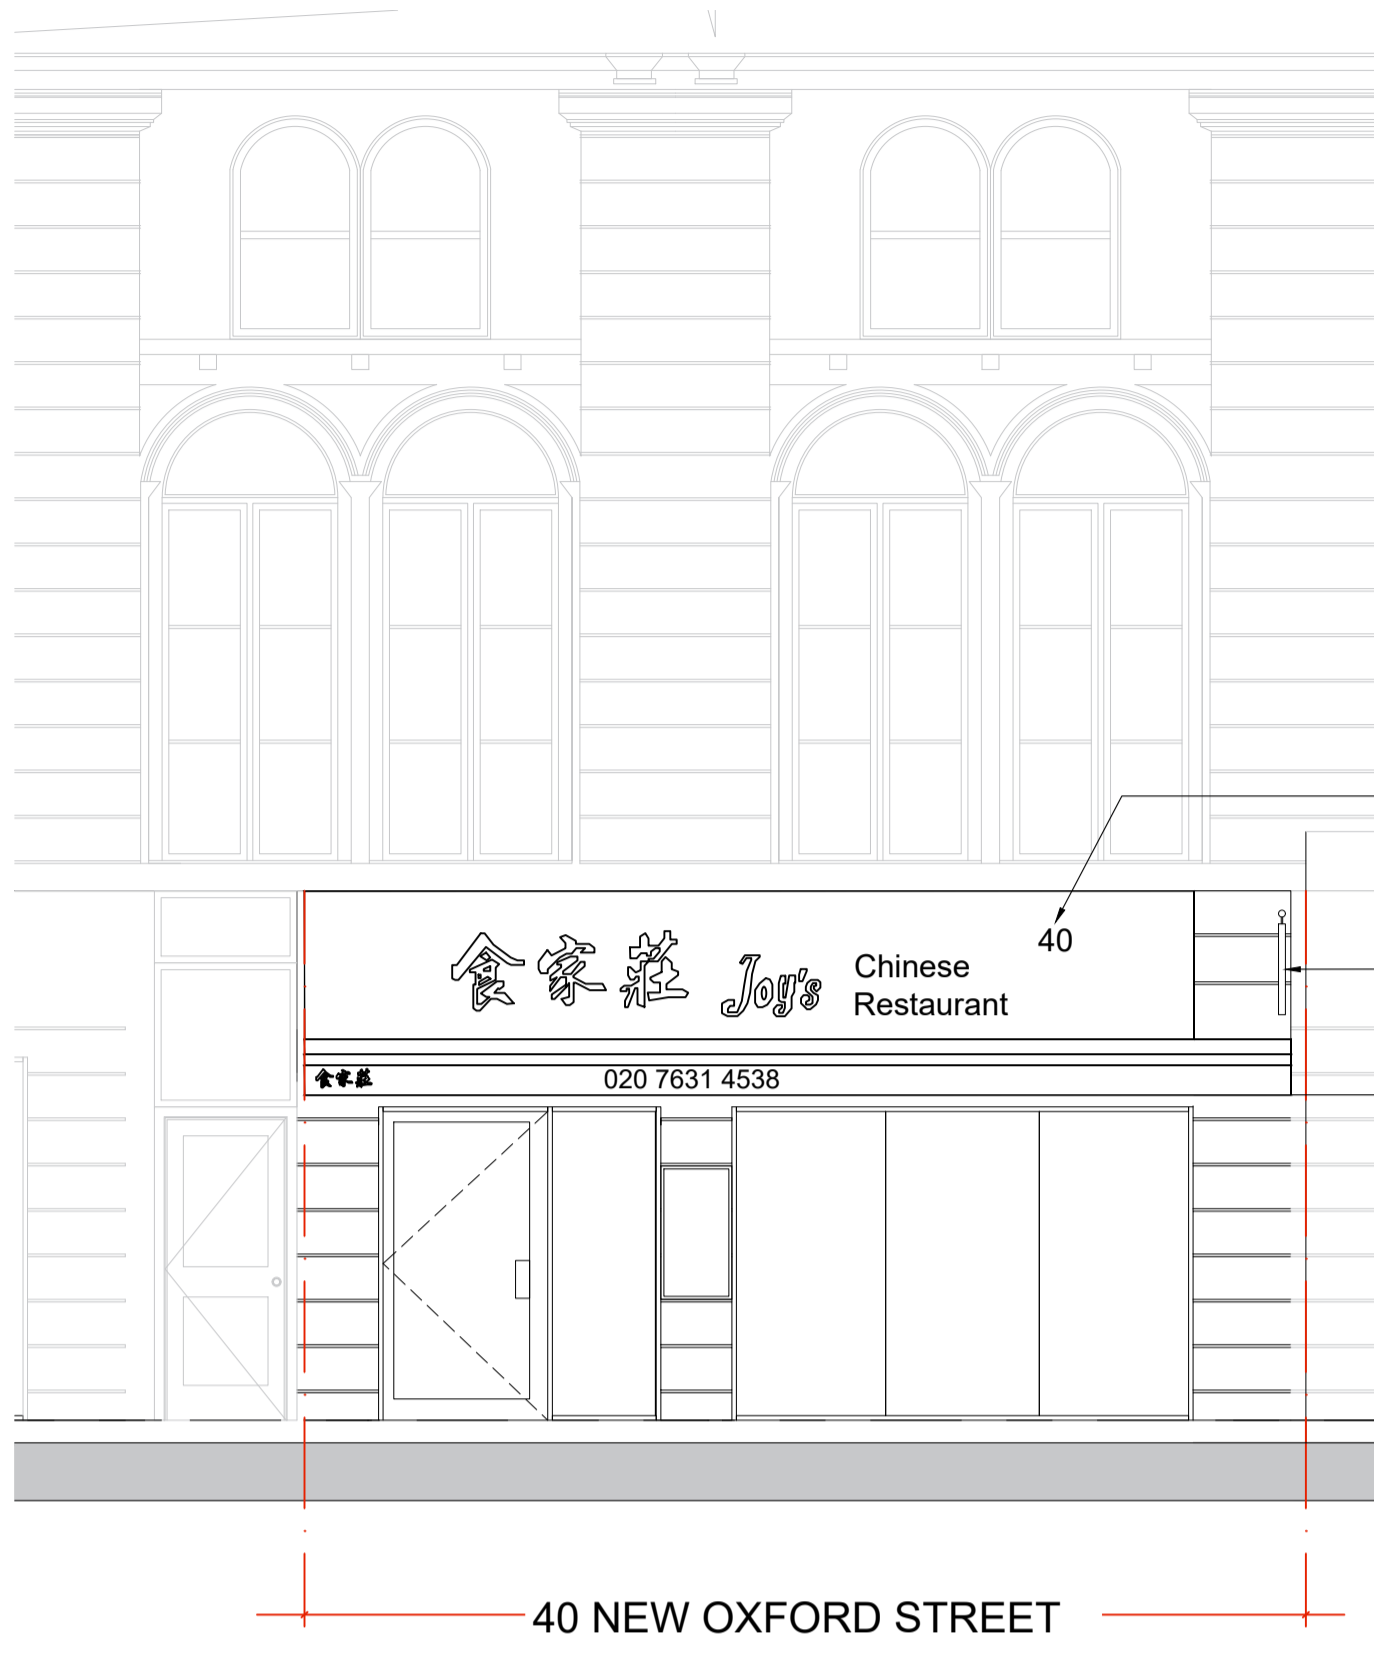 食家莊 Joy's Chinese
Restaurant
40
食家莊
020 7631 4538
40 NEW OXFORD STREET